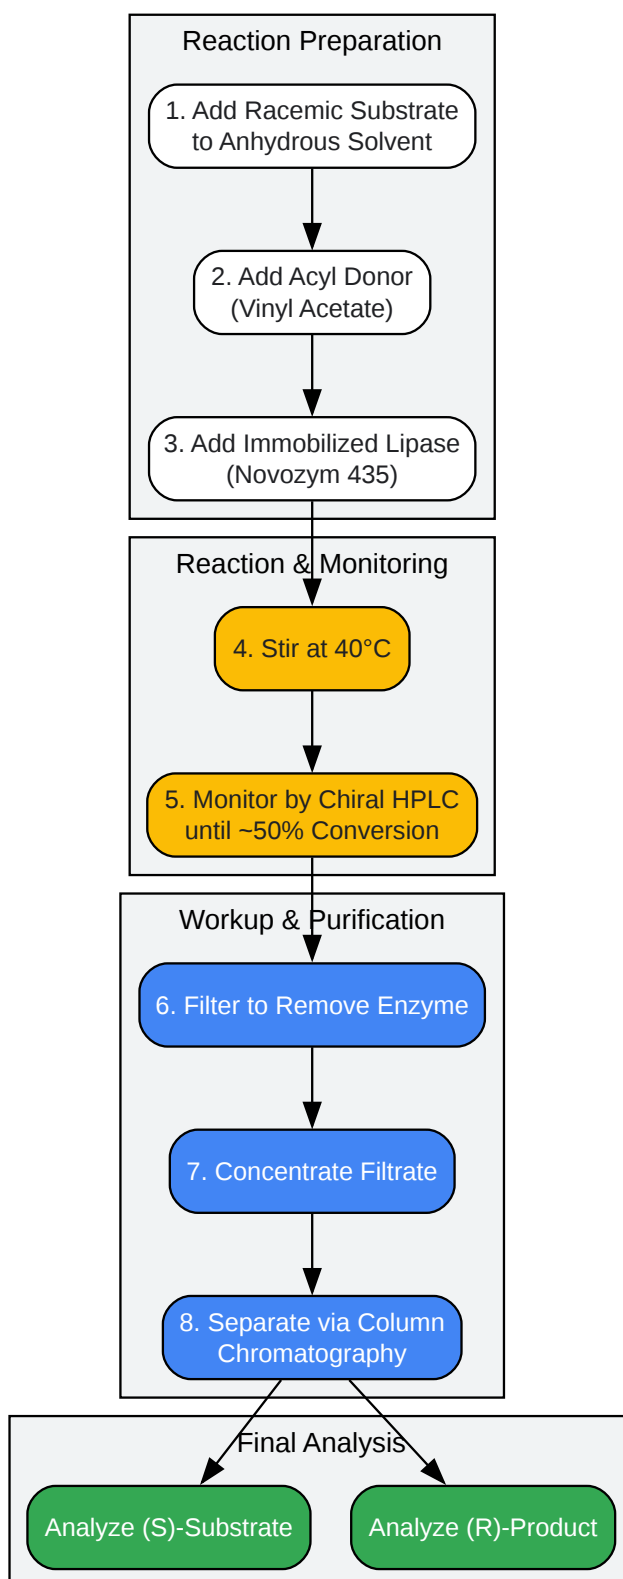 Reaction Preparation
1. Add Racemic Substrate
to Anhydrous Solvent
2. Add Acyl Donor
(Vinyl Acetate)
3. Add Immobilized Lipase
(Novozym 435)
Reaction & Monitoring
4. Stir at 40°C
5. Monitor by Chiral HPLC
until ~50% Conversion
Workup & Purification
6. Filter to Remove Enzyme
7. Concentrate Filtrate
8. Separate via Column
Chromatography
Final Analysis
Analyze (S)-Substrate
Analyze (R)-Product